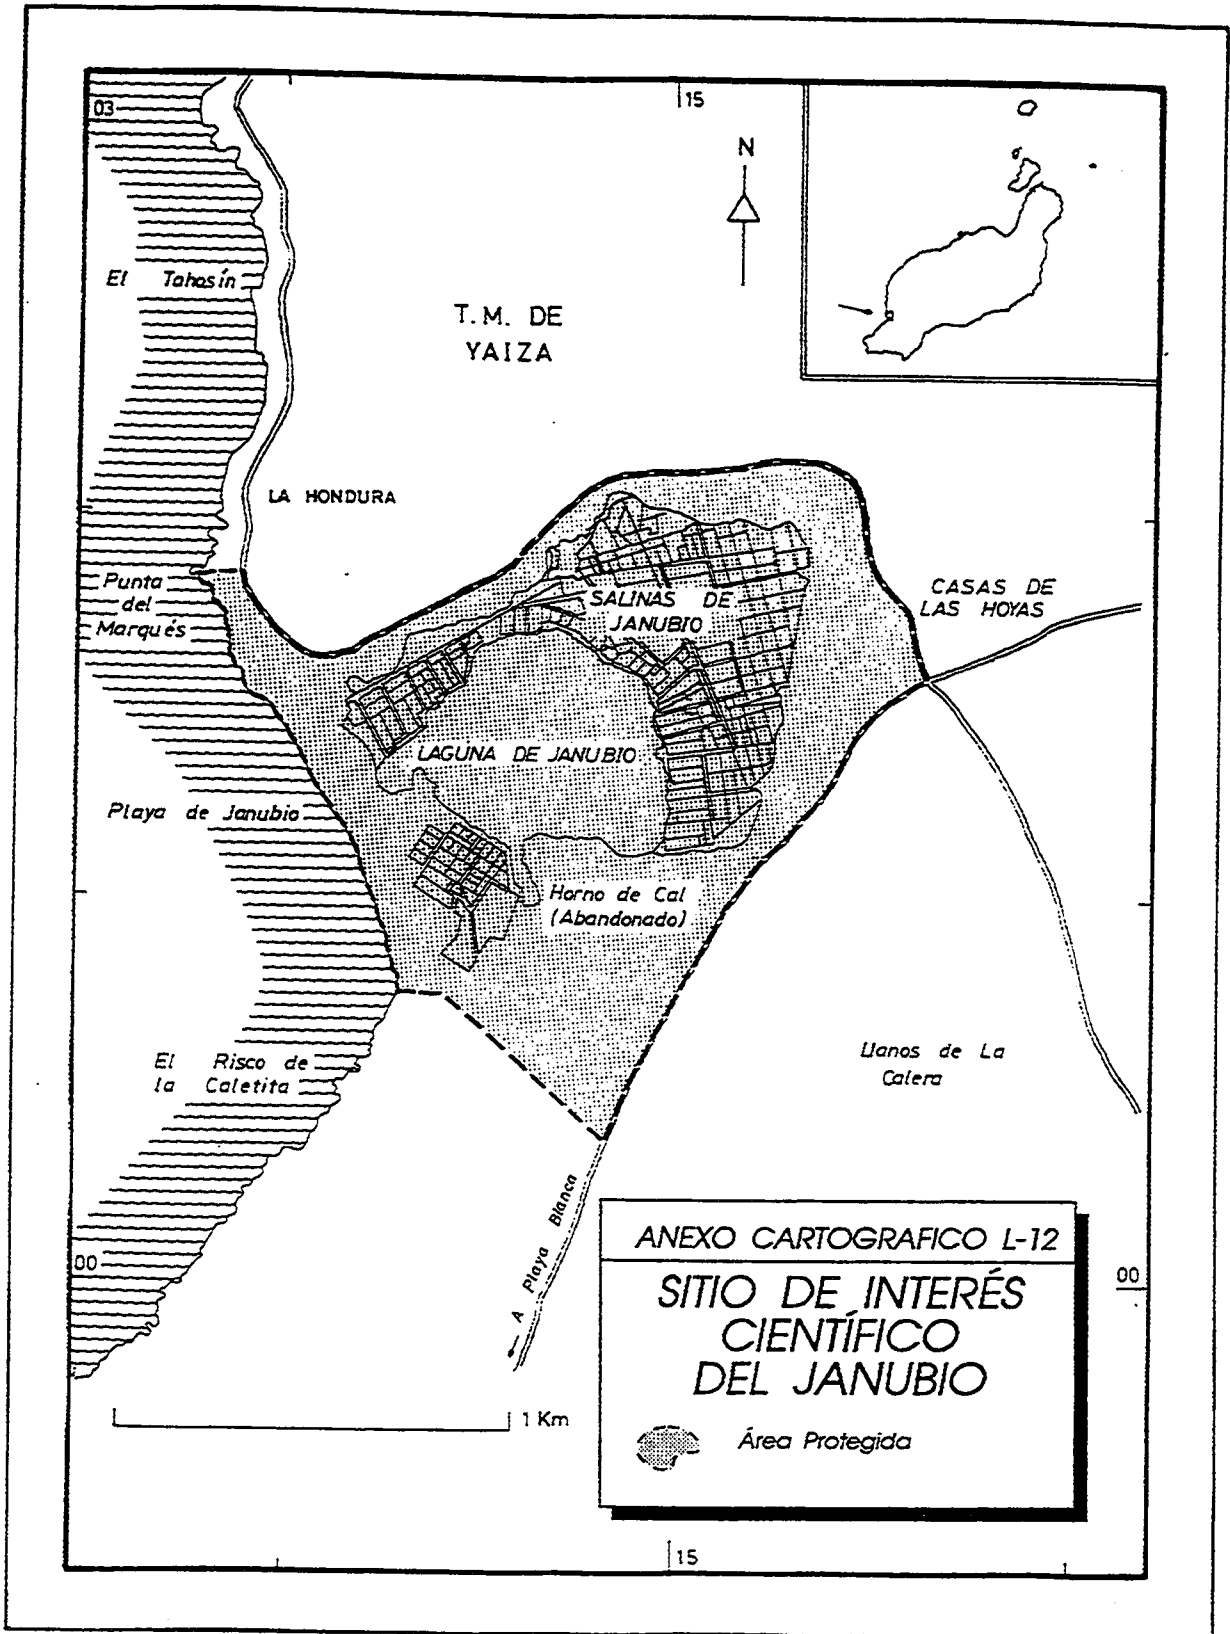 03
15
N
El Tahosín
T.M. DE
YAIZA
LA HONDURA
Punta
del
Marqués
SALINAS DE
JANUBIO
CASAS DE
LAS HOYAS
LAGUNA DE JANUBIO
Playa de Janubio
Horno de Cal
(Abandonado)
El Risco de
la Caletita
Llanos de La
Calera
A Playa Blanca
00
00
ANEXO CARTOGRAFICO L-12
SITIO DE INTERÉS
CIENTÍFICO
DEL JANUBIO
Área Protegida
1 Km
15